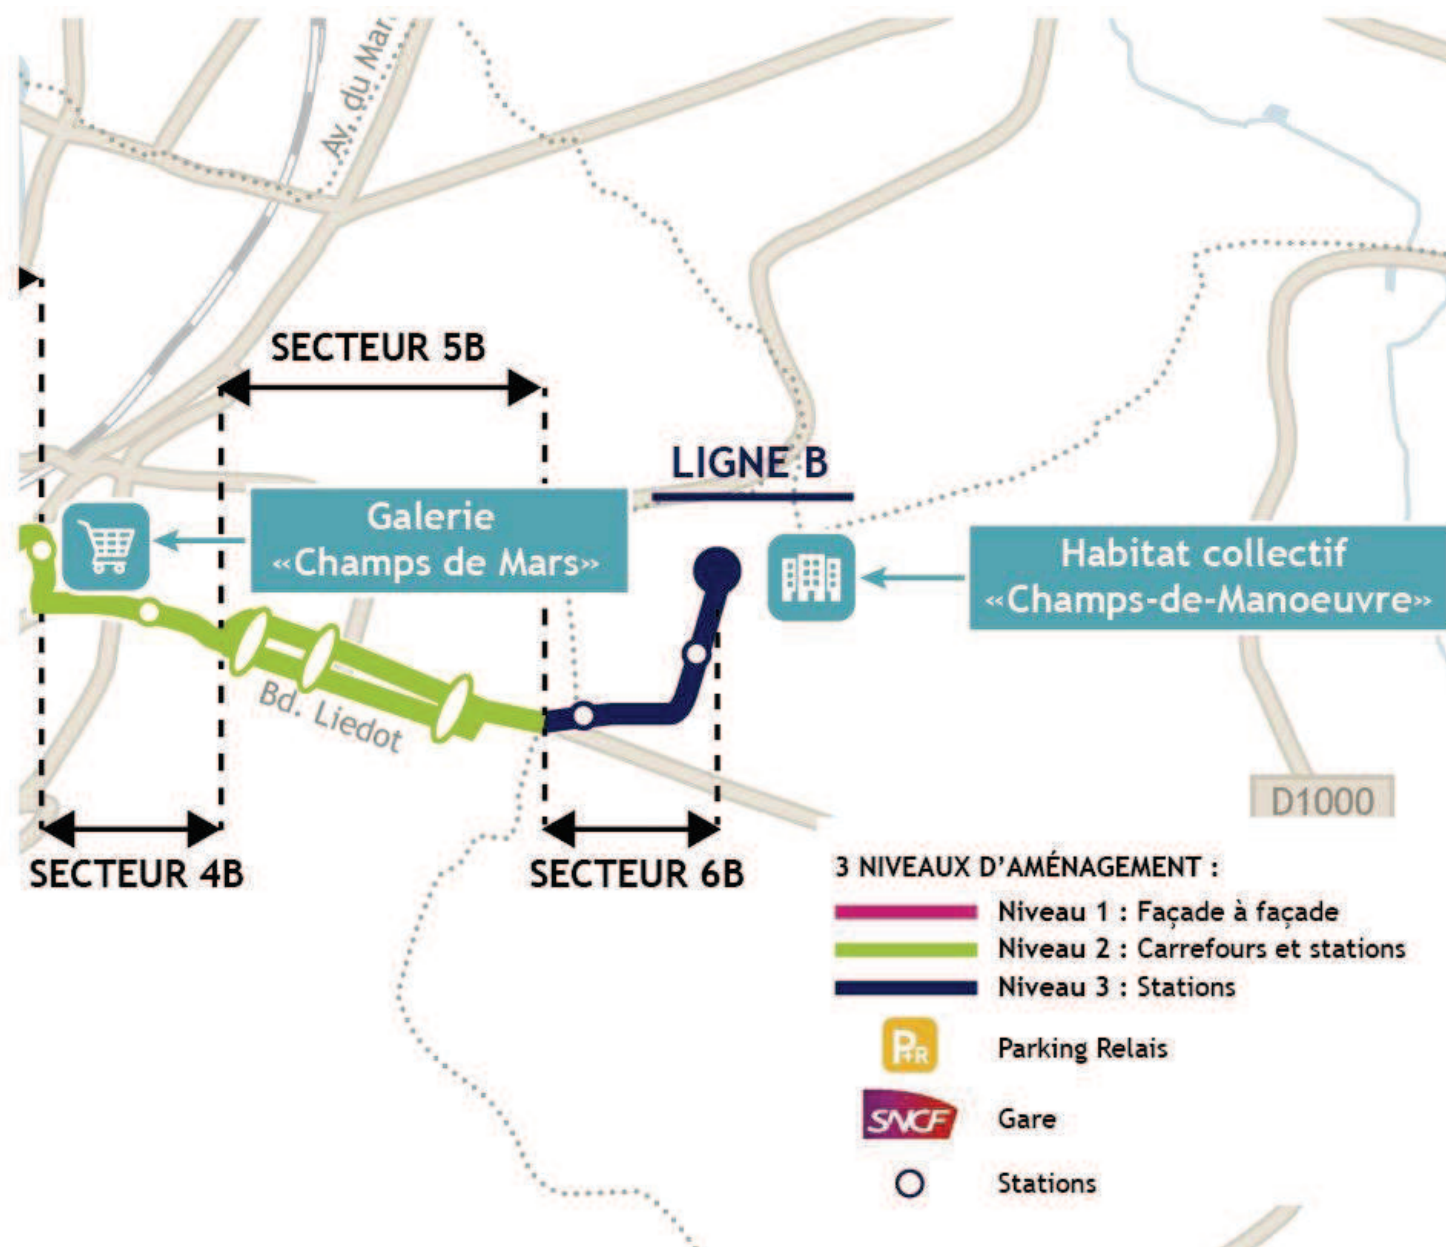 Av. du Mar
SECTEUR 5B
LIGNE B
Galerie
«Champs de Mars»
Habitat collectif
«Champs-de-Manoeuvre»
Bd. Liedot
D1000
SECTEUR 4B
SECTEUR 6B
3 NIVEAUX D'AMÉNAGEMENT :
Niveau 1 : Façade à façade
Niveau 2 : Carrefours et stations
Niveau 3 : Stations
P+R
Parking Relais
SNCF
Gare
Stations